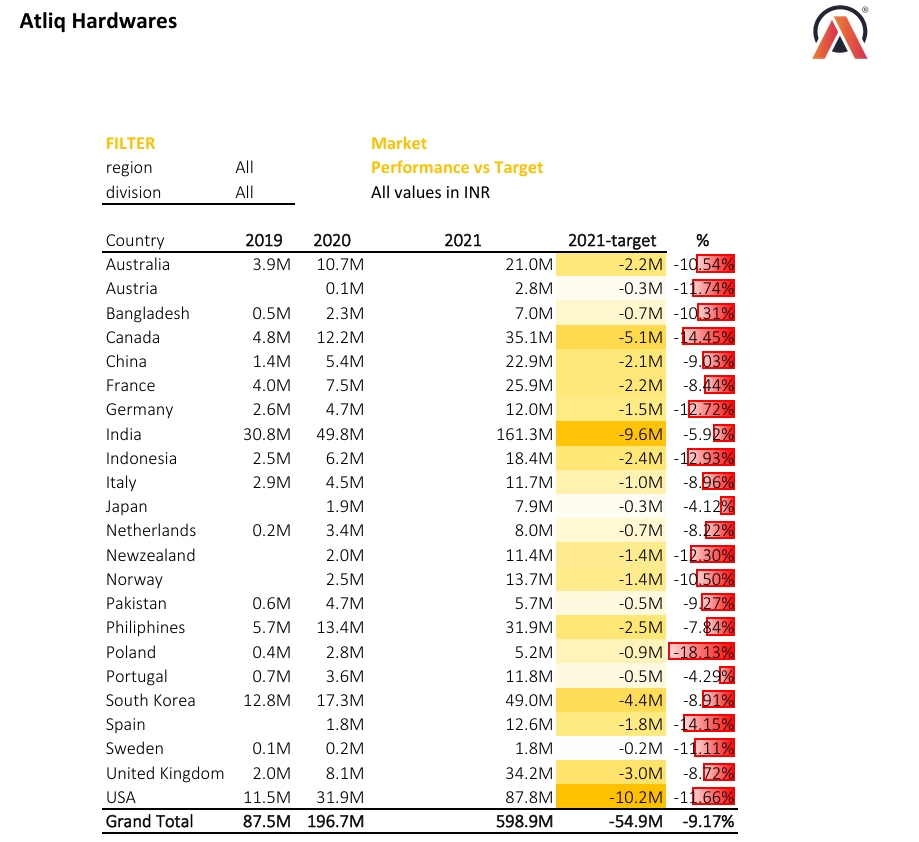 Atliq Hardwares
®
FILTER Market
region All Performance vs Target
division All All values in INR
Country 2019 2020 2021 2021-target %
Australia 3.9M 10.7M 21.0M -2.2M -10.54%
Austria 0.1M 2.8M -0.3M -11.74%
Bangladesh 0.5M 2.3M 7.0M -0.7M -10.31%
Canada 4.8M 12.2M 35.1M -5.1M -14.45%
China 1.4M 5.4M 22.9M -2.1M -9.03%
France 4.0M 7.5M 25.9M -2.2M -8.44%
Germany 2.6M 4.7M 12.0M -1.5M -12.72%
India 30.8M 49.8M 161.3M -9.6M -5.92%
Indonesia 2.5M 6.2M 18.4M -2.4M -12.93%
Italy 2.9M 4.5M 11.7M -1.0M -8.96%
Japan 1.9M 7.9M -0.3M -4.12%
Netherlands 0.2M 3.4M 8.0M -0.7M -8.22%
Newzealand 2.0M 11.4M -1.4M -12.30%
Norway 2.5M 13.7M -1.4M -10.50%
Pakistan 0.6M 4.7M 5.7M -0.5M -9.27%
Philiphines 5.7M 13.4M 31.9M -2.5M -7.84%
Poland 0.4M 2.8M 5.2M -0.9M -18.13%
Portugal 0.7M 3.6M 11.8M -0.5M -4.29%
South Korea 12.8M 17.3M 49.0M -4.4M -8.91%
Spain 1.8M 12.6M -1.8M -14.15%
Sweden 0.1M 0.2M 1.8M -0.2M -11.11%
United Kingdom 2.0M 8.1M 34.2M -3.0M -8.72%
USA 11.5M 31.9M 87.8M -10.2M -11.66%
Grand Total 87.5M 196.7M 598.9M -54.9M -9.17%